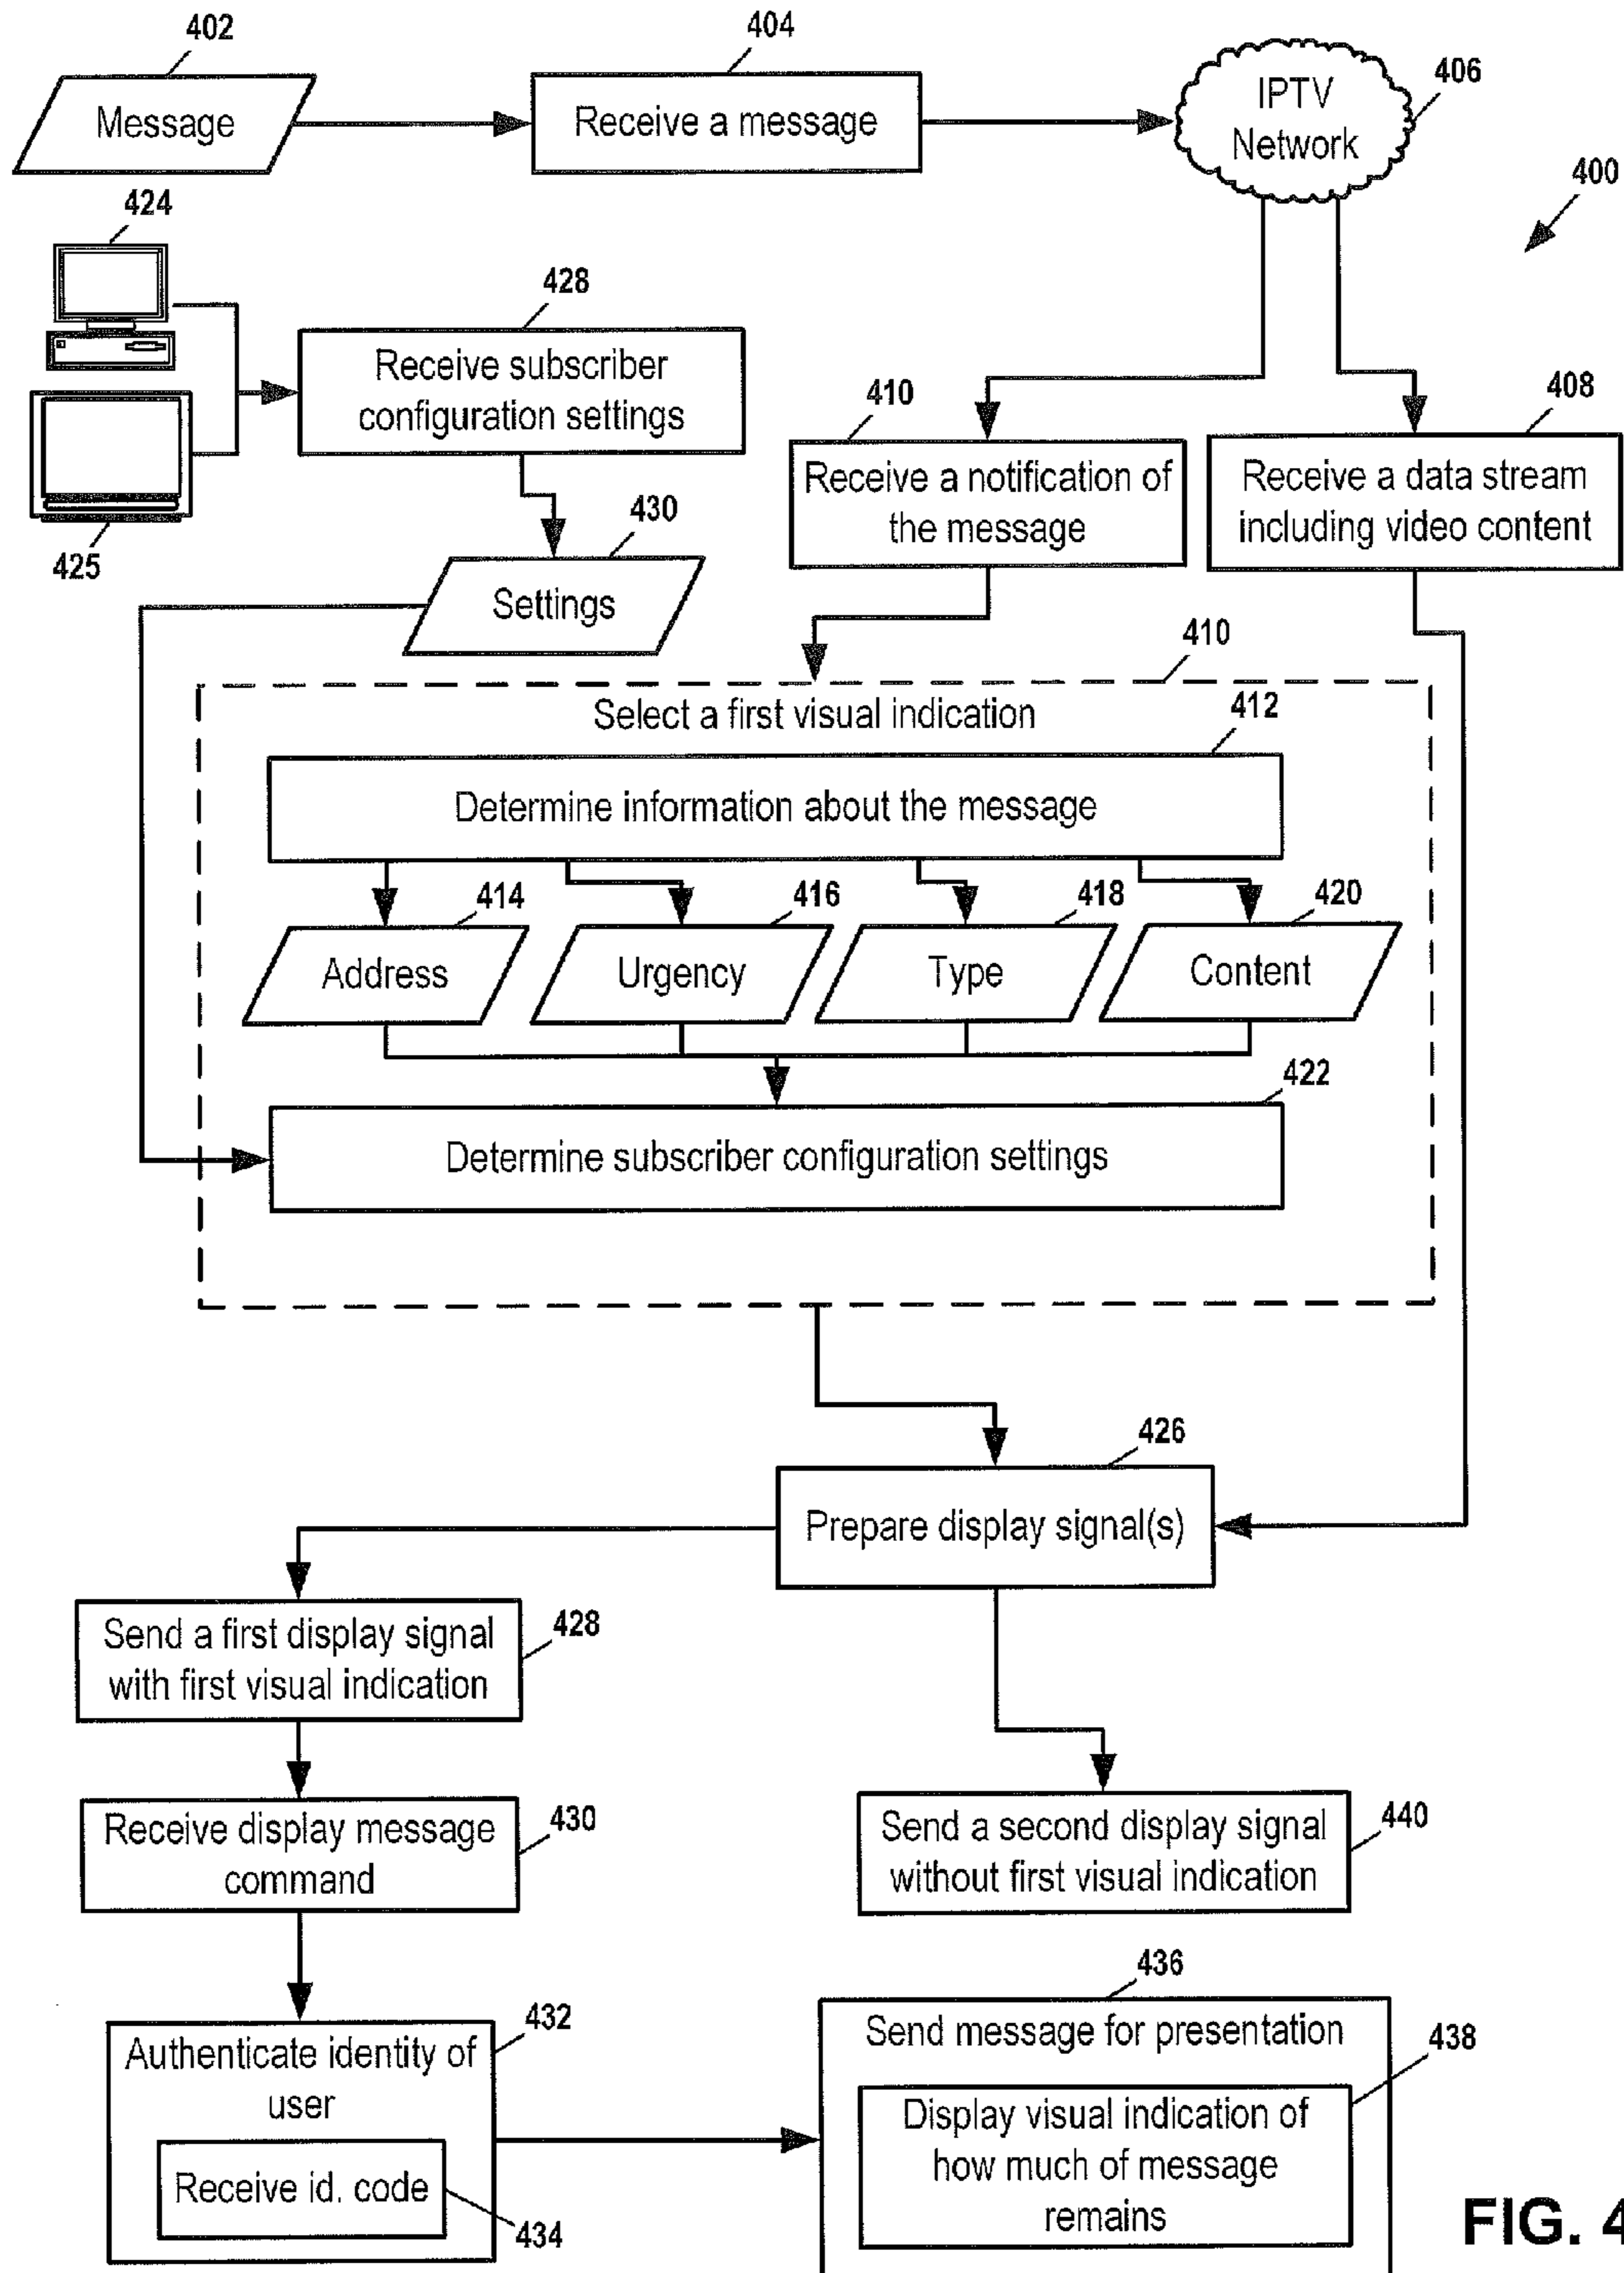 402
Message
404
Receive a message
406
IPTV
Network
400
424
425
428
Receive subscriber
configuration settings
430
Settings
410
Receive a notification of
the message
408
Receive a data stream
including video content
410
Select a first visual indication
412
Determine information about the message
414
Address
416
Urgency
418
Type
420
Content
422
Determine subscriber configuration settings
426
Prepare display signal(s)
428
Send a first display signal
with first visual indication
430
Receive display message
command
440
Send a second display signal
without first visual indication
432
Authenticate identity of
user
Receive id. code
434
436
Send message for presentation
438
Display visual indication of
how much of message
remains
FIG. 4